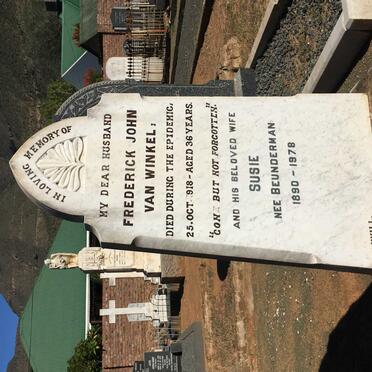 IN LOVING MEMORY OF
MY DEAR HUSBAND
FREDERICK JOHN
VAN WINKEL;
DIED DURING THE EPIDEMIC,
25. OCT. 1918 - AGED 36 YEARS.
"GONE BUT NOT FORGOTTEN."
AND HIS BELOVED WIFE
SUSIE
NEE BEUNDERMAN
1890 - 1978